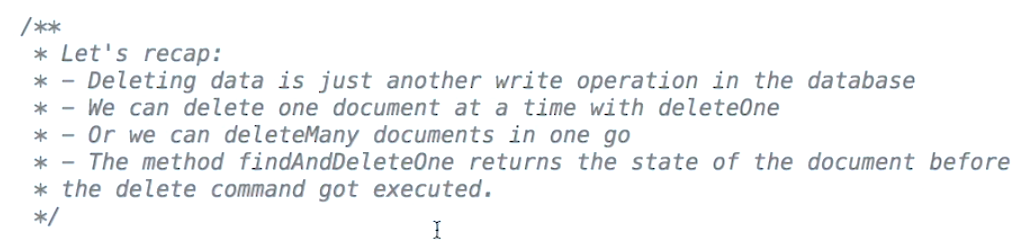 /**
 * Let's recap:
 * - Deleting data is just another write operation in the database
 * - We can delete one document at a time with deleteOne
 * - Or we can deleteMany documents in one go
 * - The method findAndDeleteOne returns the state of the document before
 * the delete command got executed.
 */